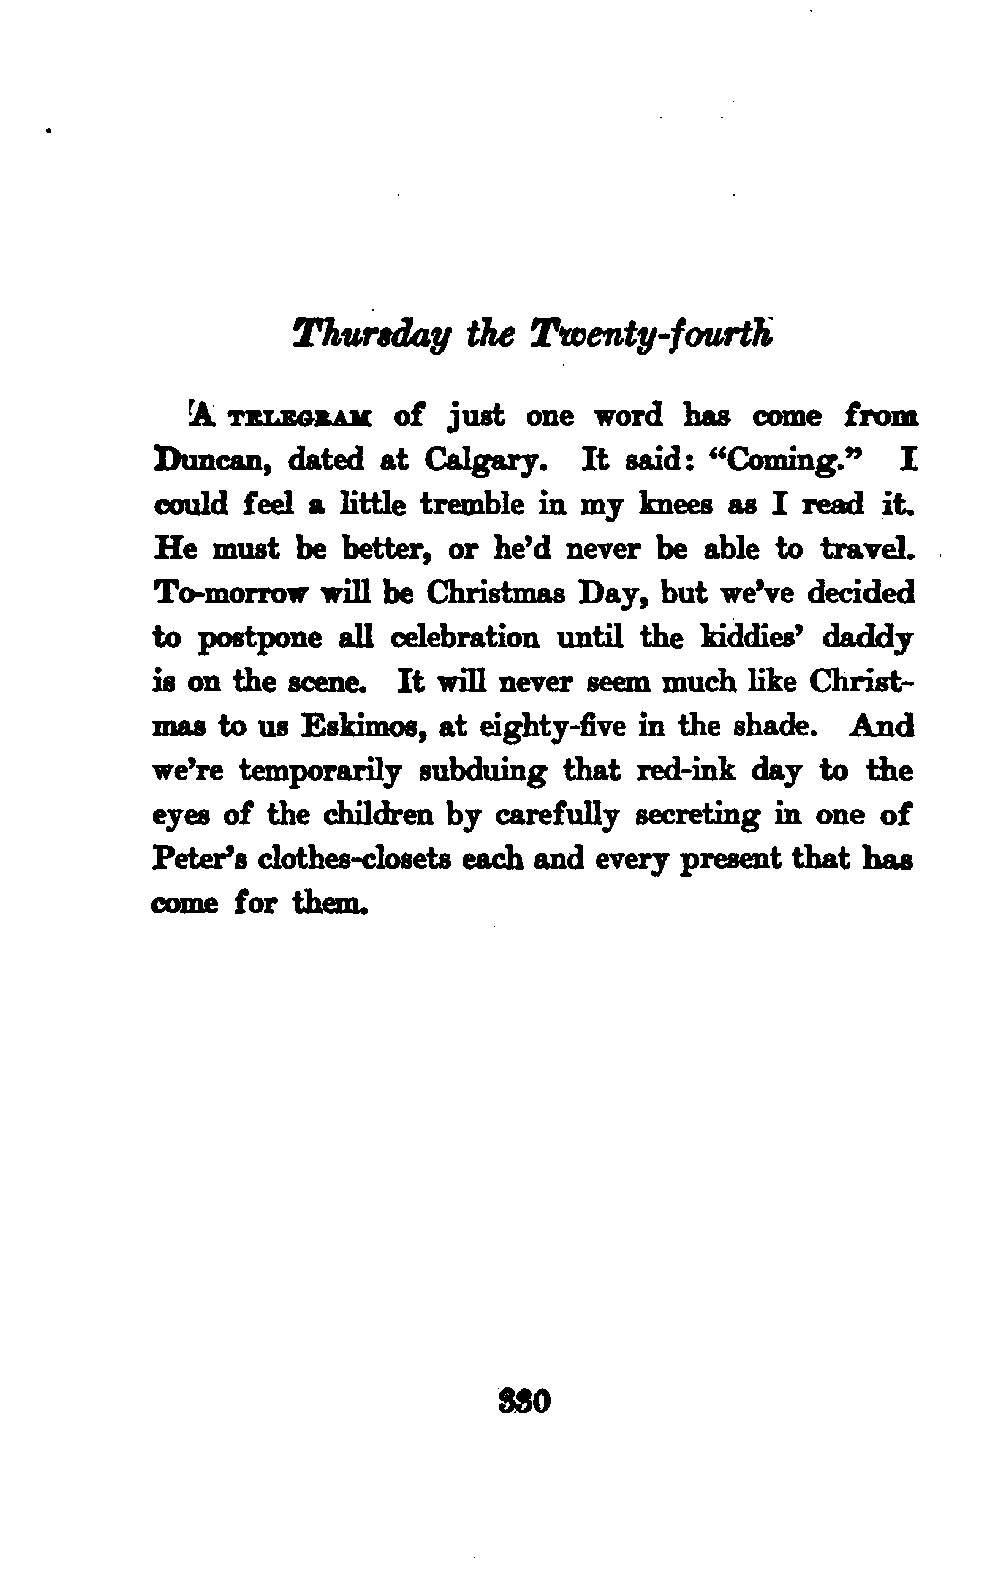 Thursday the Twenty-fourth
A TELEGRAM of just one word has come from
Duncan, dated at Calgary. It said: “Coming.” I
could feel a little tremble in my knees as I read it.
He must be better, or he’d never be able to travel.
To-morrow will be Christmas Day, but we’ve decided
to postpone all celebration until the kiddies’ daddy
is on the scene. It will never seem much like Christ-
mas to us Eskimos, at eighty-five in the shade. And
we’re temporarily subduing that red-ink day to the
eyes of the children by carefully secreting in one of
Peter’s clothes-closets each and every present that has
come for them.
330